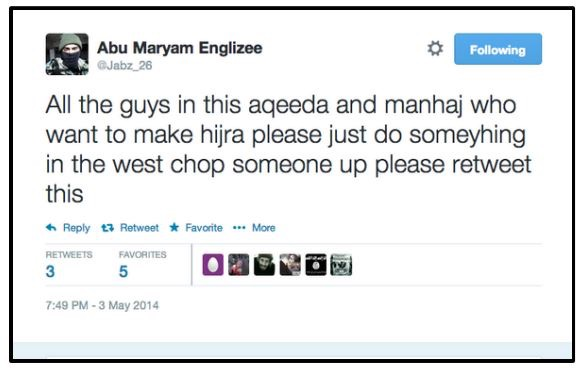 Abu Maryam Englizee
@Jabz_26
Following
All the guys in this aqeeda and manhaj who
want to make hijra please just do someyhing
in the west chop someone up please retweet
this
Reply Retweet Favorite More
RETWEETS FAVORITES
3 5
7:49 PM - 3 May 2014